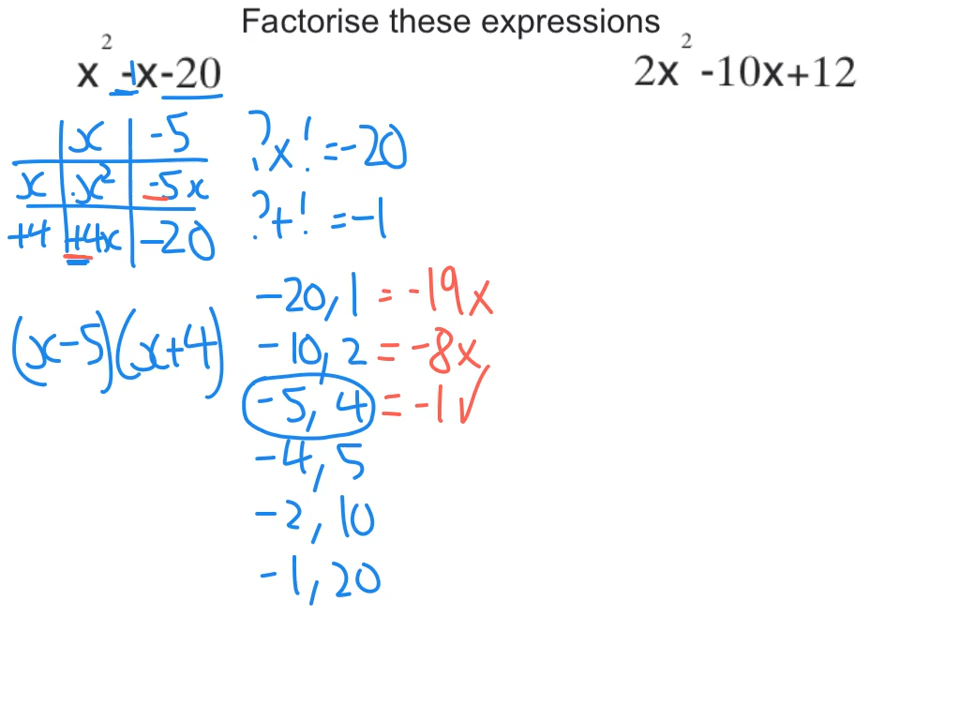 Factorise these expressions
x² -1x-20
2x² -10x+12
x | -5
x | x² | -5x
+4 | +4x | -20
(x-5)(x+4)
?x! =-20
?+! =-1
-20, 1 = -19x
-10, 2 = -8x
-5, 4 = -1 ✓
-4, 5
-2, 10
-1, 20